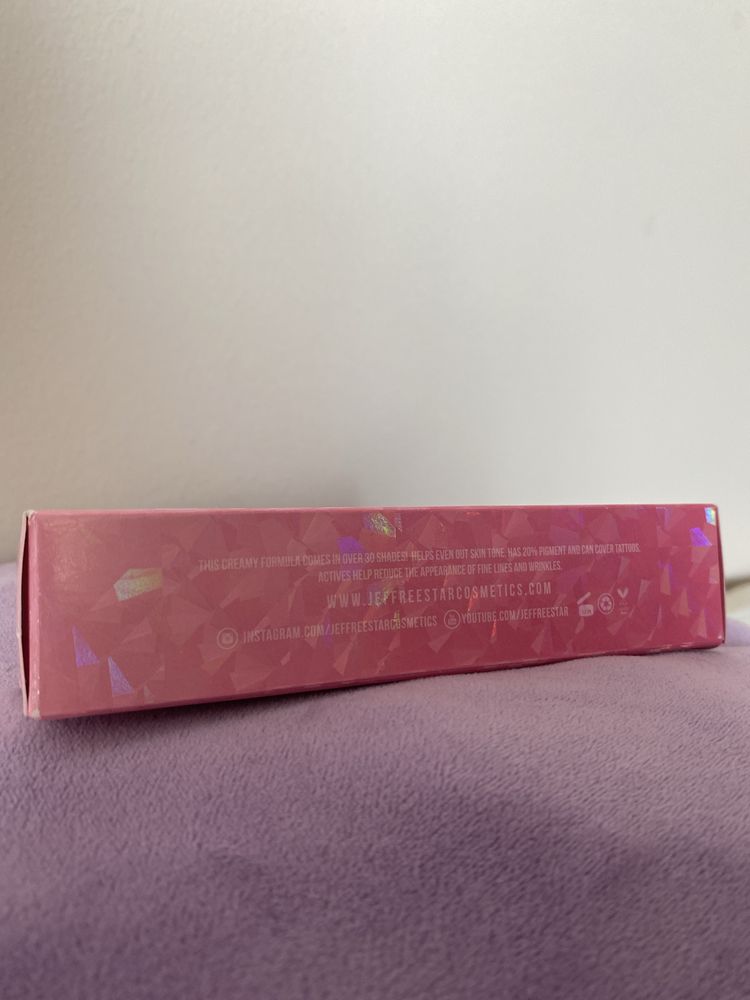 THIS CREAMY FORMULA COMES IN OVER 30 SHADES! HELPS EVEN OUT SKIN TONE, HAS 20% PIGMENT AND CAN COVER TATTOOS.
ACTIVES HELP REDUCE THE APPEARANCE OF FINE LINES AND WRINKLES.
WWW.JEFFREESTARCOSMETICS.COM
INSTAGRAM.COM/JEFFREESTARCOSMETICS YOUTUBE.COM/JEFFREESTAR